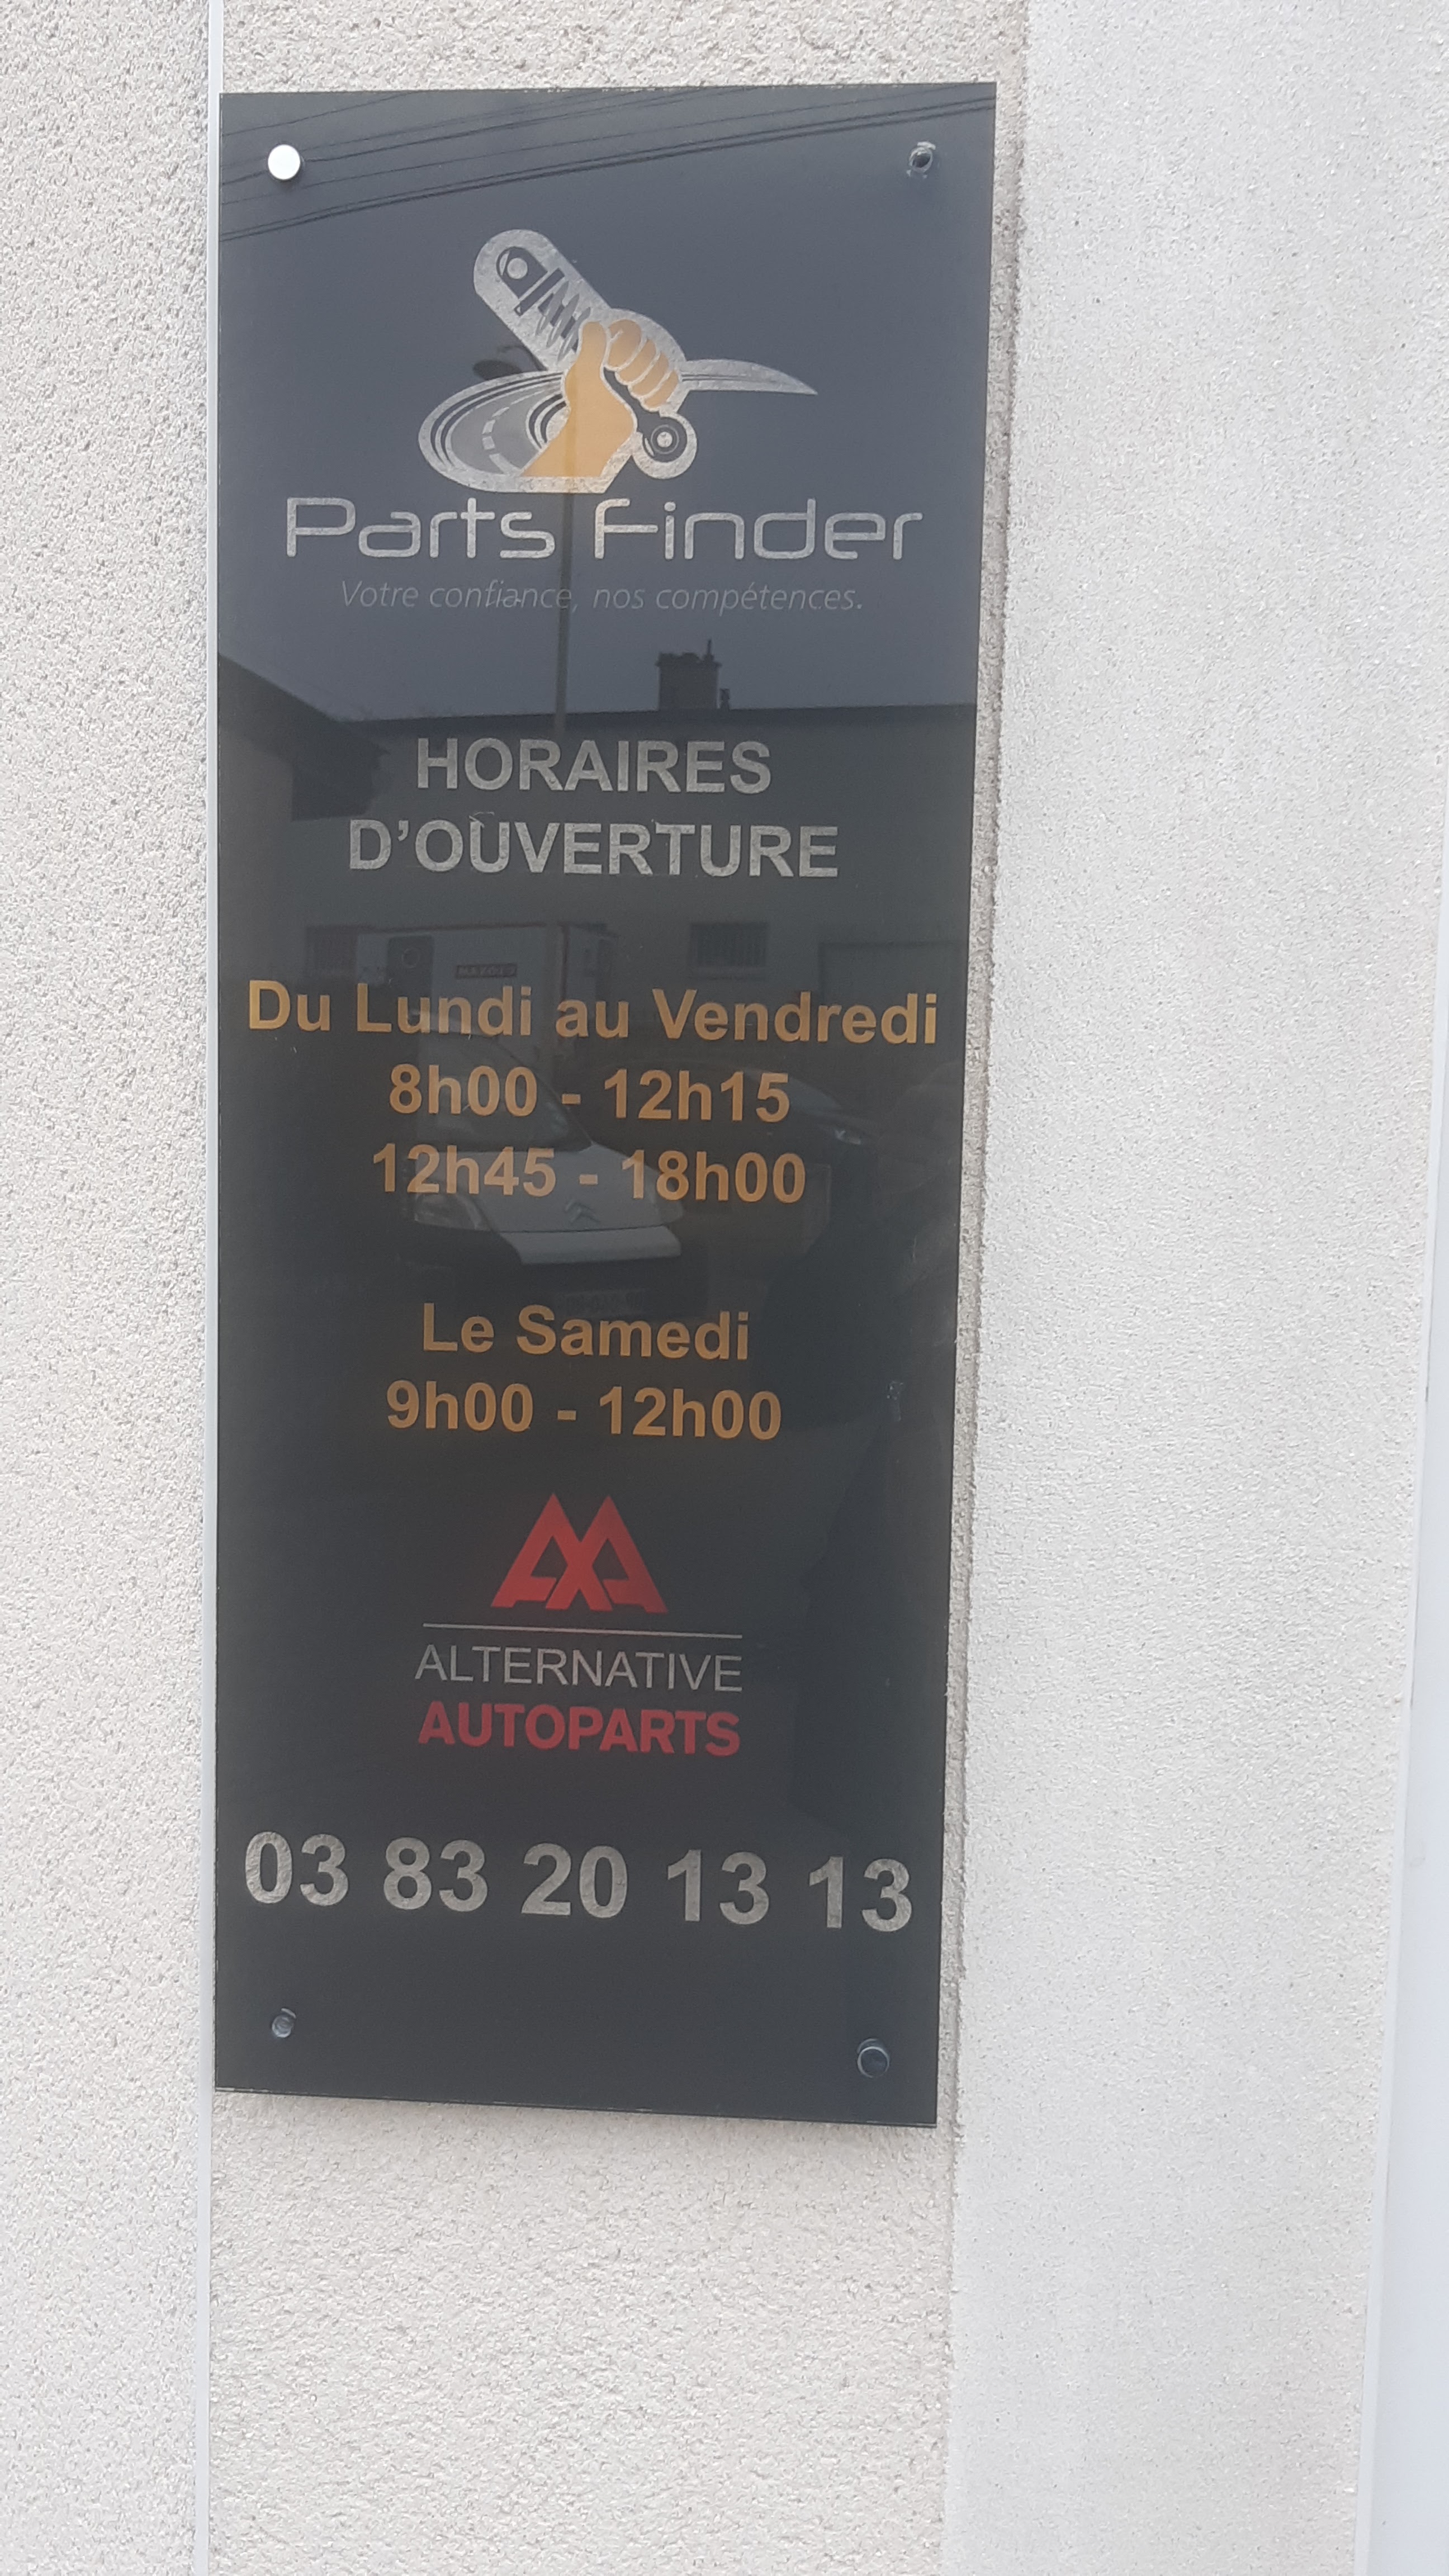 Parts Finder
Votre confiance, nos compétences.
HORAIRES
D'OUVERTURE
Du Lundi au Vendredi
8h00 - 12h15
12h45 - 18h00
Le Samedi
9h00 - 12h00
ALTERNATIVE
AUTOPARTS
03 83 20 13 13